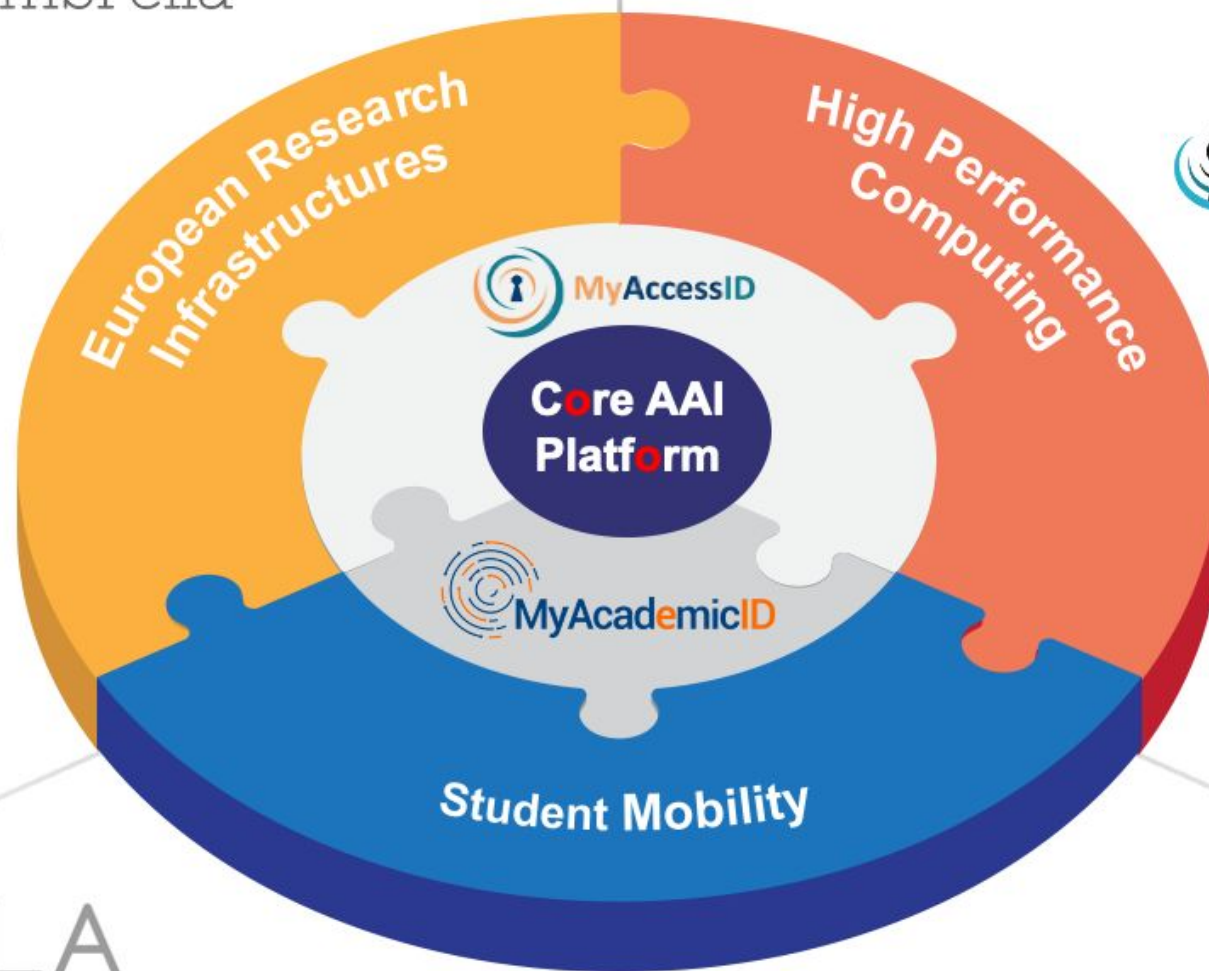 European Research
Infrastructures
High Performance
Computing
MyAccessID
Core AAI
Platform
MyAcademicID
Student Mobility